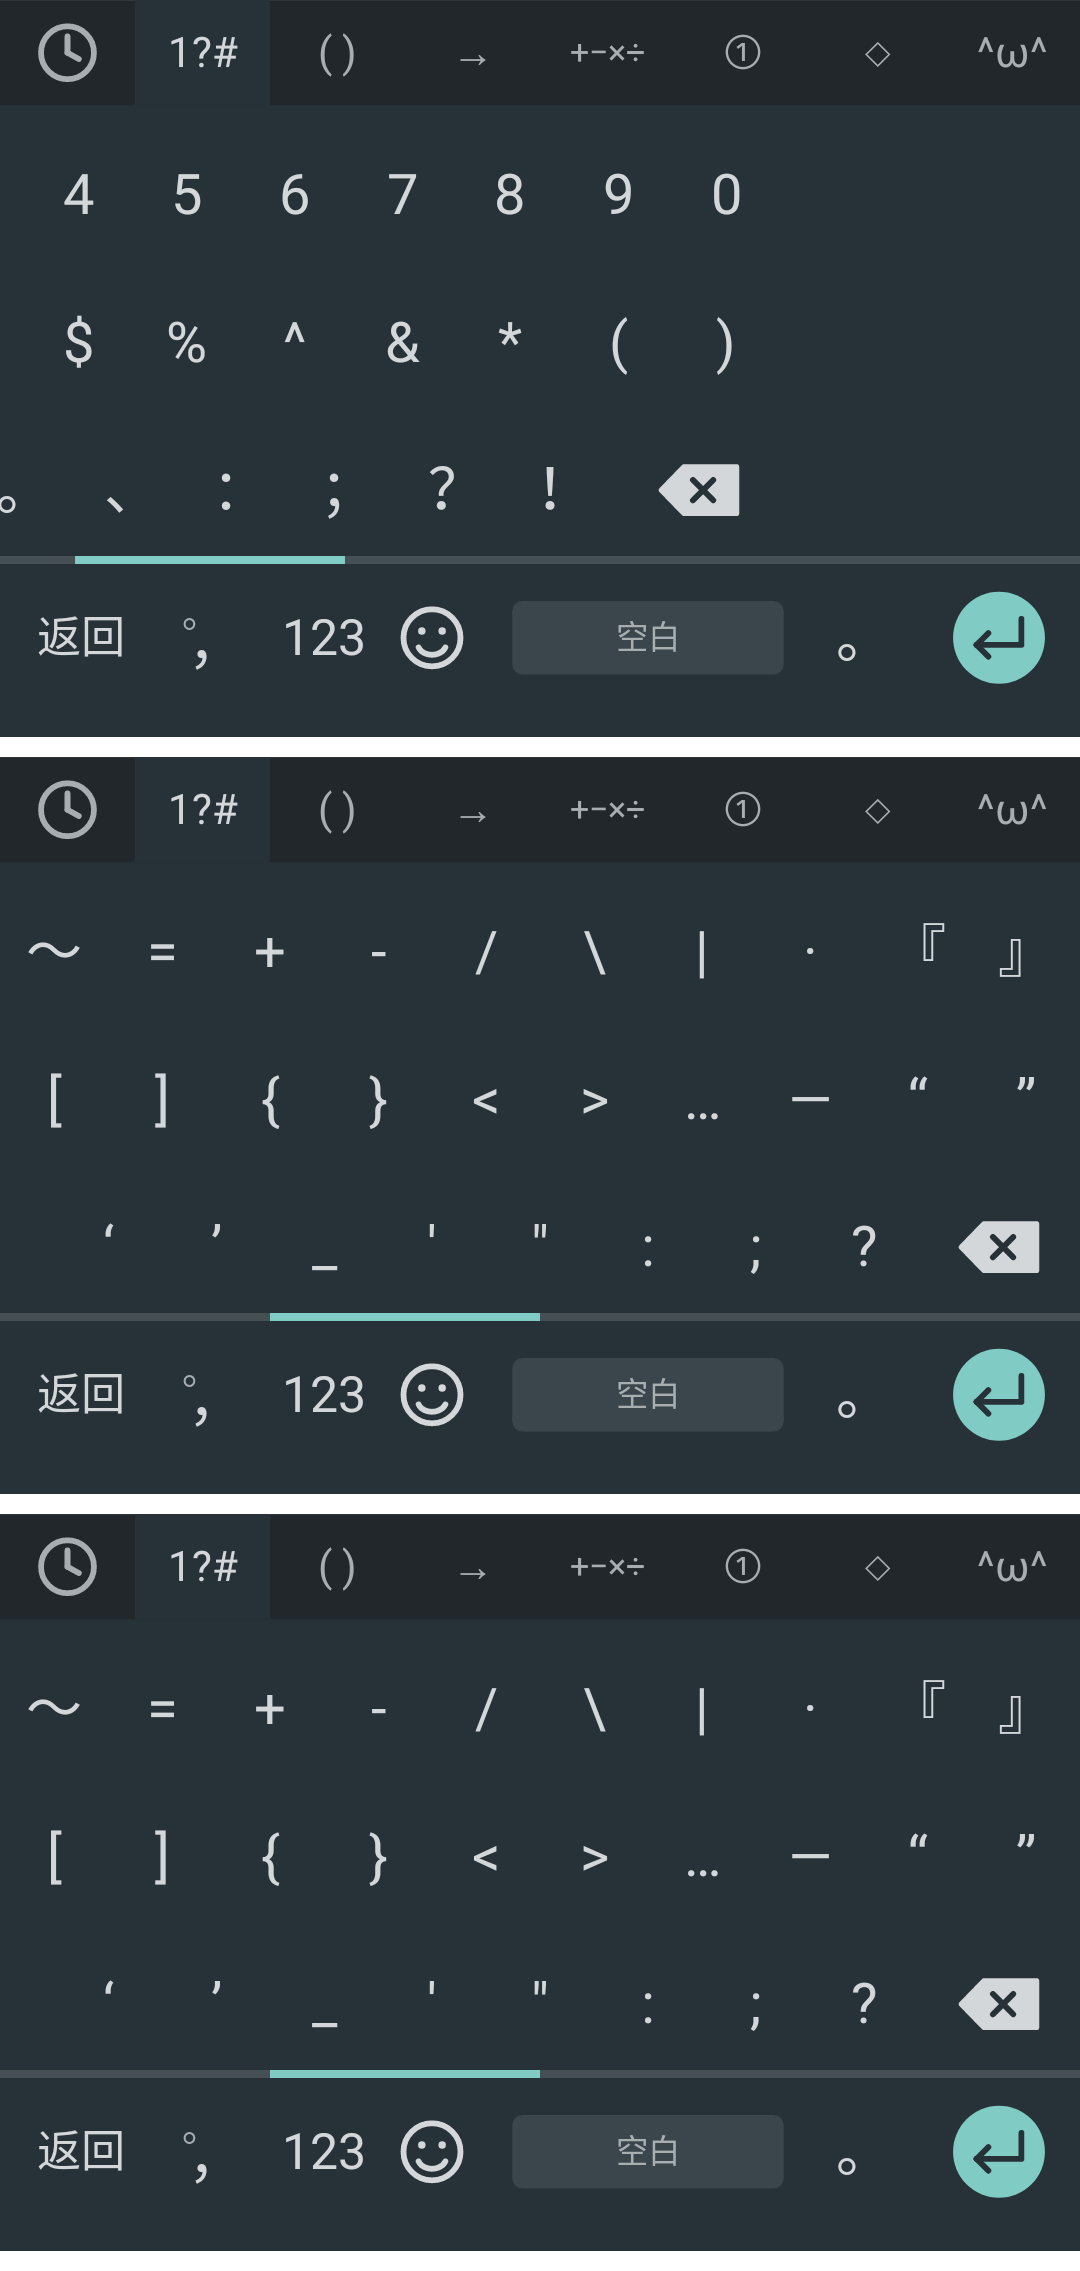 1?# () → +−×÷ ① ◇ ^ω^
4 5 6 7 8 9 0
$ % ^ & * ( )
。 、 ： ； ？ ！
返回 °， 123 空白 。
1?# () → +−×÷ ① ◇ ^ω^
～ = + - / \ | · 『 』
[ ] { } < > … — “ ”
‘ ’ _ ' " : ; ?
返回 °， 123 空白 。
1?# () → +−×÷ ① ◇ ^ω^
～ = + - / \ | · 『 』
[ ] { } < > … — “ ”
‘ ’ _ ' " : ; ?
返回 °， 123 空白 。